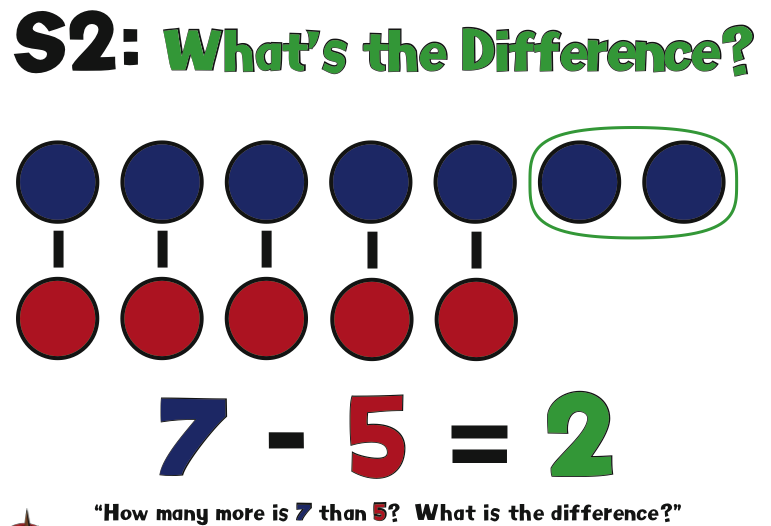 S2: What's the Difference?
7 - 5 = 2
“How many more is 7 than 5? What is the difference?”